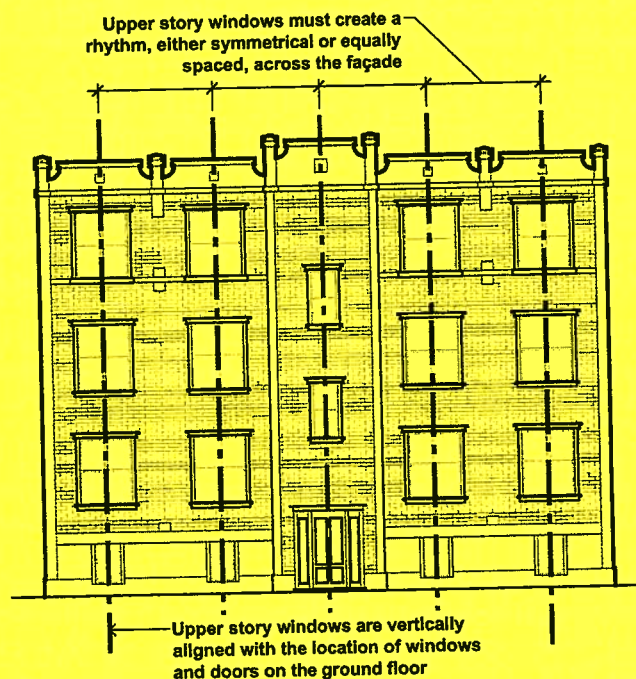 Upper story windows must create a
rhythm, either symmetrical or equally
spaced, across the façade
Upper story windows are vertically
aligned with the location of windows
and doors on the ground floor